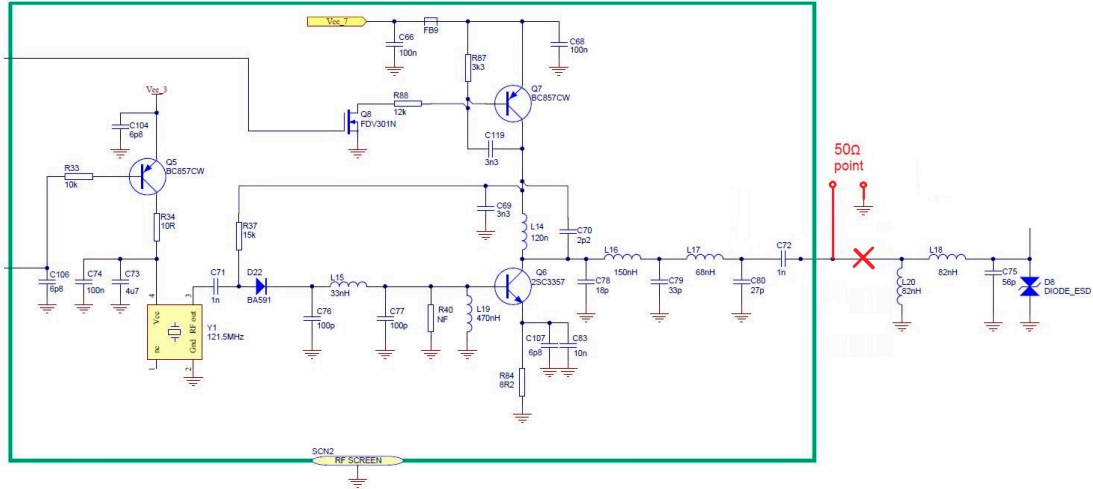 Vcc_7
FB9
C66
100n
R87
3k3
C68
100n
Q7
BC857CW
R88
12k
Q8
FDV301N
C119
3n3
Vcc_3
C104
6p8
Q5
BC857CW
R33
10k
R34
10R
R37
15k
C69
3n3
L14
120n
C70
2p2
50Ω
point
C106
6p8
C74
100n
C73
4u7
C71
1n
D22
BA591
L15
33nH
C76
100p
C77
100p
R40
NF
L19
470nH
Q6
2SC3357
C78
18p
L16
150nH
C79
33p
L17
68nH
C80
27p
C72
1n
L20
82nH
L18
82nH
C75
56p
D8
DIODE_ESD
4
3
Vcc
RF out
nc
Gnd
Y1
121.5MHz
1
2
C107
6p8
C83
10n
R84
8R2
SCN2
RF SCREEN